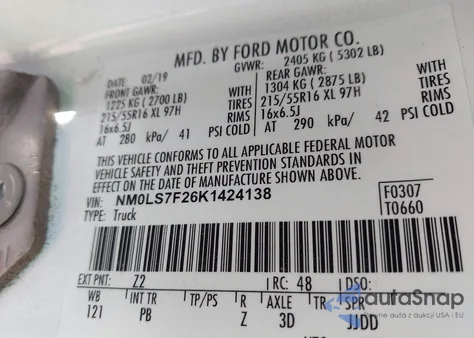 MFD. BY FORD MOTOR CO.
DATE: 02/19 GVWR: 2405 KG ( 5302 LB)
FRONT GAWR: REAR GAWR:
1225 KG ( 2700 LB) WITH 1304 KG ( 2875 LB) WITH
215/55R16 XL 97H TIRES 215/55R16 XL 97H TIRES
16x6.5J RIMS 16x6.5J RIMS
AT 280 kPa/ 41 PSI COLD AT 290 kPa/ 42 PSI COLD
THIS VEHICLE CONFORMS TO ALL APPLICABLE FEDERAL MOTOR
VEHICLE SAFETY AND THEFT PREVENTION STANDARDS IN
EFFECT ON THE DATE OF MANUFACTURE SHOWN ABOVE.
VIN: NM0LS7F26K1424138 F0307
TYPE: Truck T0660
EXT PNT: Z2 RC: 48 DSO:
WB INT TR TP/PS R AXLE TR SPR
121 PB Z 3D JJDD
autoSnap